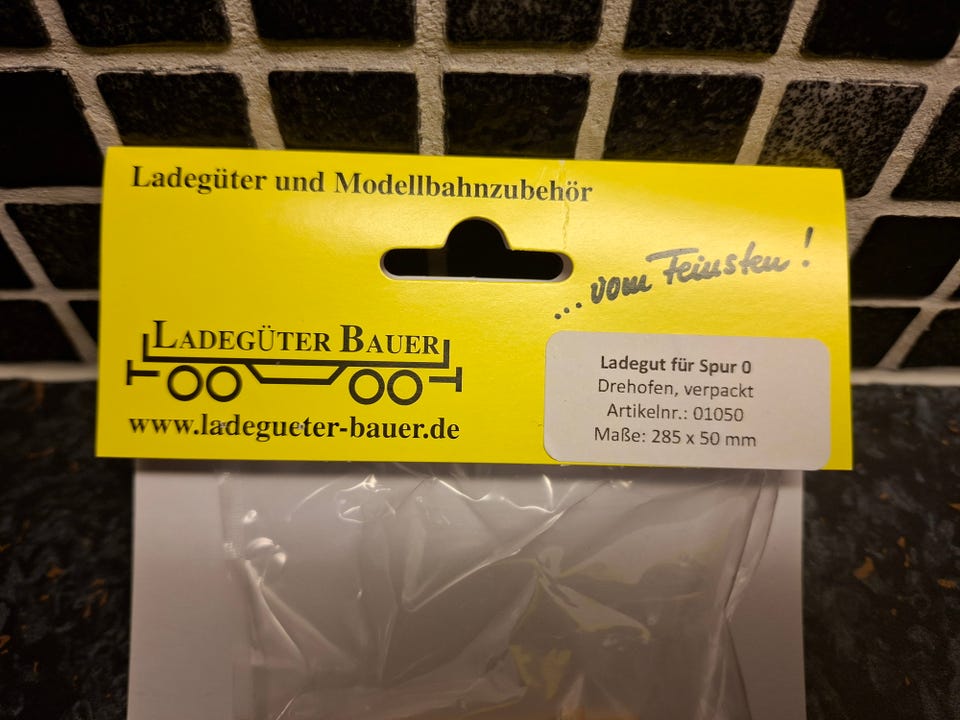 Ladegüter und Modellbahnzubehör
... vom Feinsten!
LADEGÜTER BAUER
www.ladegueter-bauer.de
Ladegut für Spur 0
Drehofen, verpackt
Artikelnr.: 01050
Maße: 285 x 50 mm